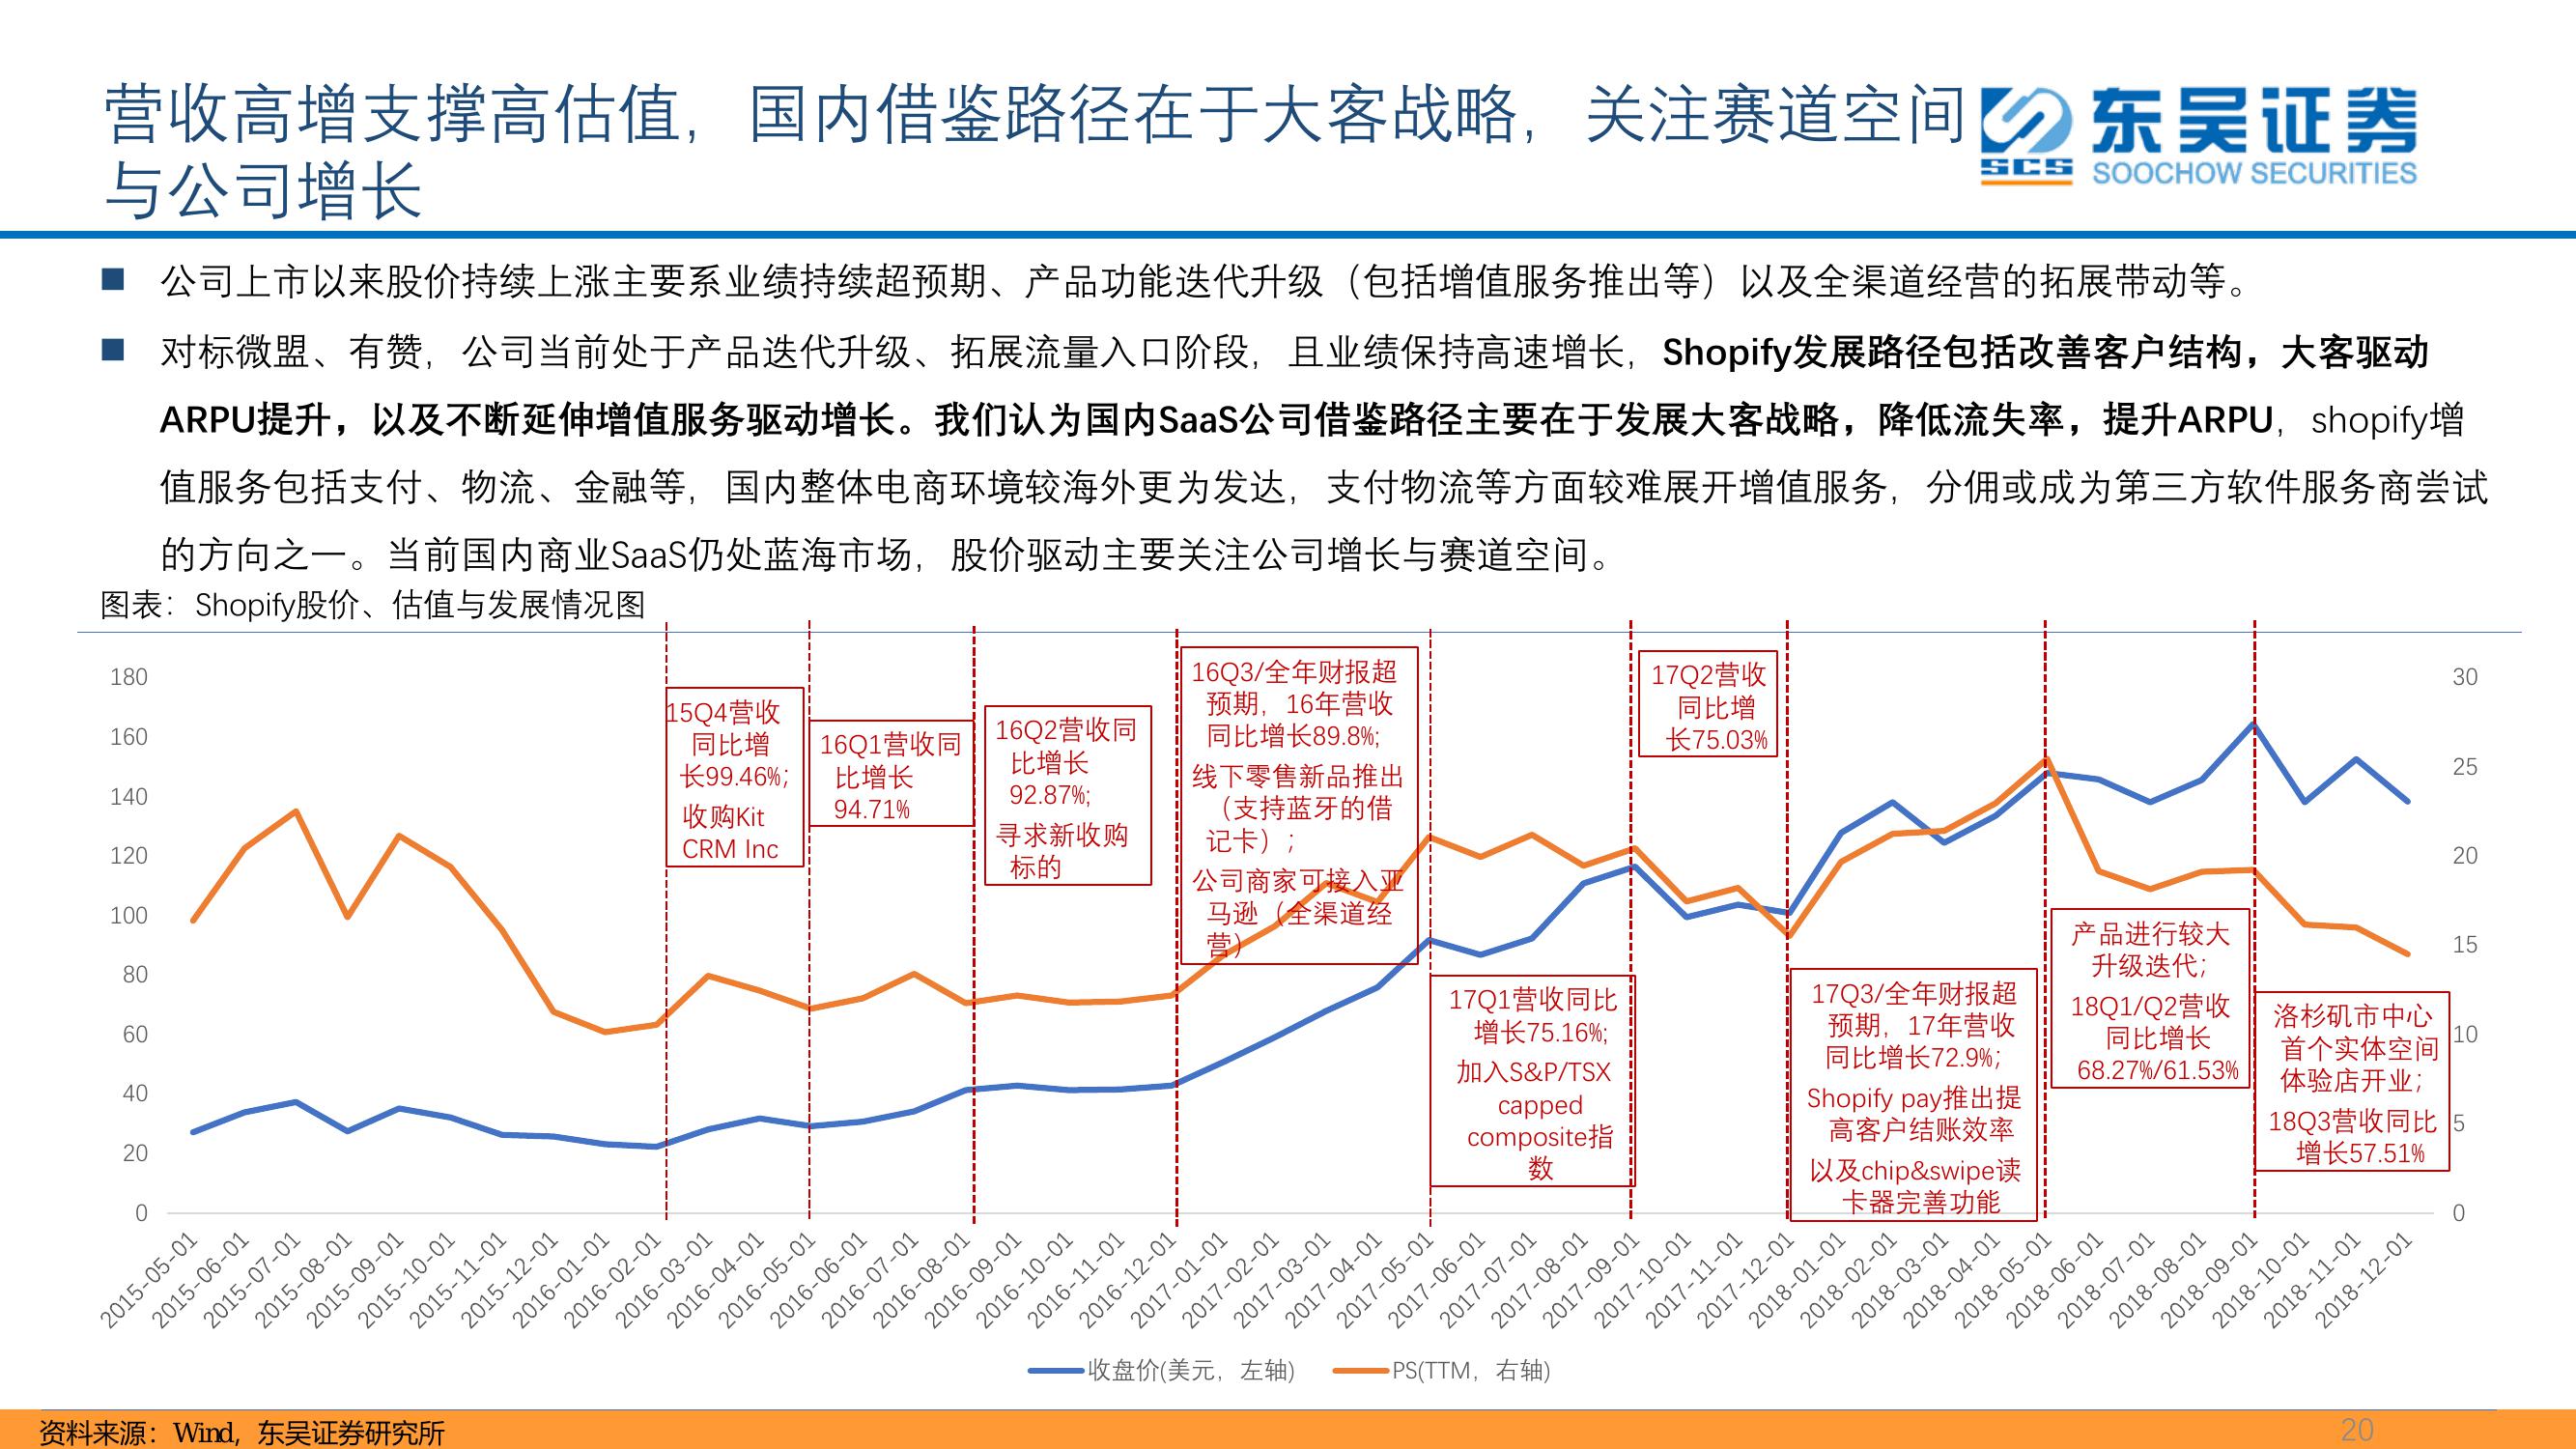 营收高增支撑高估值，国内借鉴路径在于大客战略，关注赛道空间
与公司增长
SCS
东吴证券
SOOCHOW SECURITIES
公司上市以来股价持续上涨主要系业绩持续超预期、产品功能迭代升级（包括增值服务推出等）以及全渠道经营的拓展带动等。
对标微盟、有赞，公司当前处于产品迭代升级、拓展流量入口阶段，且业绩保持高速增长，Shopify发展路径包括改善客户结构，大客驱动
ARPU提升，以及不断延伸增值服务驱动增长。我们认为国内SaaS公司借鉴路径主要在于发展大客战略，降低流失率，提升ARPU，shopify增
值服务包括支付、物流、金融等，国内整体电商环境较海外更为发达，支付物流等方面较难展开增值服务，分佣或成为第三方软件服务商尝试
的方向之一。当前国内商业SaaS仍处蓝海市场，股价驱动主要关注公司增长与赛道空间。
图表：Shopify股价、估值与发展情况图
180
160
140
120
100
80
60
40
20
0
15Q4营收
同比增
长99.46%;
收购Kit
CRM Inc
16Q1营收同
比增长
94.71%
16Q2营收同
比增长
92.87%;
寻求新收购
标的
16Q3/全年财报超
预期，16年营收
同比增长89.8%;
线下零售新品推出
（支持蓝牙的借
记卡）;
公司商家可接入亚
马逊（全渠道经
营）
17Q1营收同比
增长75.16%;
加入S&P/TSX
capped
composite指
数
17Q2营收
同比增
长75.03%
17Q3/全年财报超
预期，17年营收
同比增长72.9%;
Shopify pay推出提
高客户结账效率
以及chip&swipe读
卡器完善功能
产品进行较大
升级迭代;
18Q1/Q2营收
同比增长
68.27%/61.53%
洛杉矶市中心
首个实体空间
体验店开业;
18Q3营收同比
增长57.51%
30
25
20
15
10
5
0
2015-05-01
2015-06-01
2015-07-01
2015-08-01
2015-09-01
2015-10-01
2015-11-01
2015-12-01
2016-01-01
2016-02-01
2016-03-01
2016-04-01
2016-05-01
2016-06-01
2016-07-01
2016-08-01
2016-09-01
2016-10-01
2016-11-01
2016-12-01
2017-01-01
2017-02-01
2017-03-01
2017-04-01
2017-05-01
2017-06-01
2017-07-01
2017-08-01
2017-09-01
2017-10-01
2017-11-01
2017-12-01
2018-01-01
2018-02-01
2018-03-01
2018-04-01
2018-05-01
2018-06-01
2018-07-01
2018-08-01
2018-09-01
2018-10-01
2018-11-01
2018-12-01
收盘价(美元，左轴)
PS(TTM，右轴)
资料来源：Wind，东吴证券研究所
20